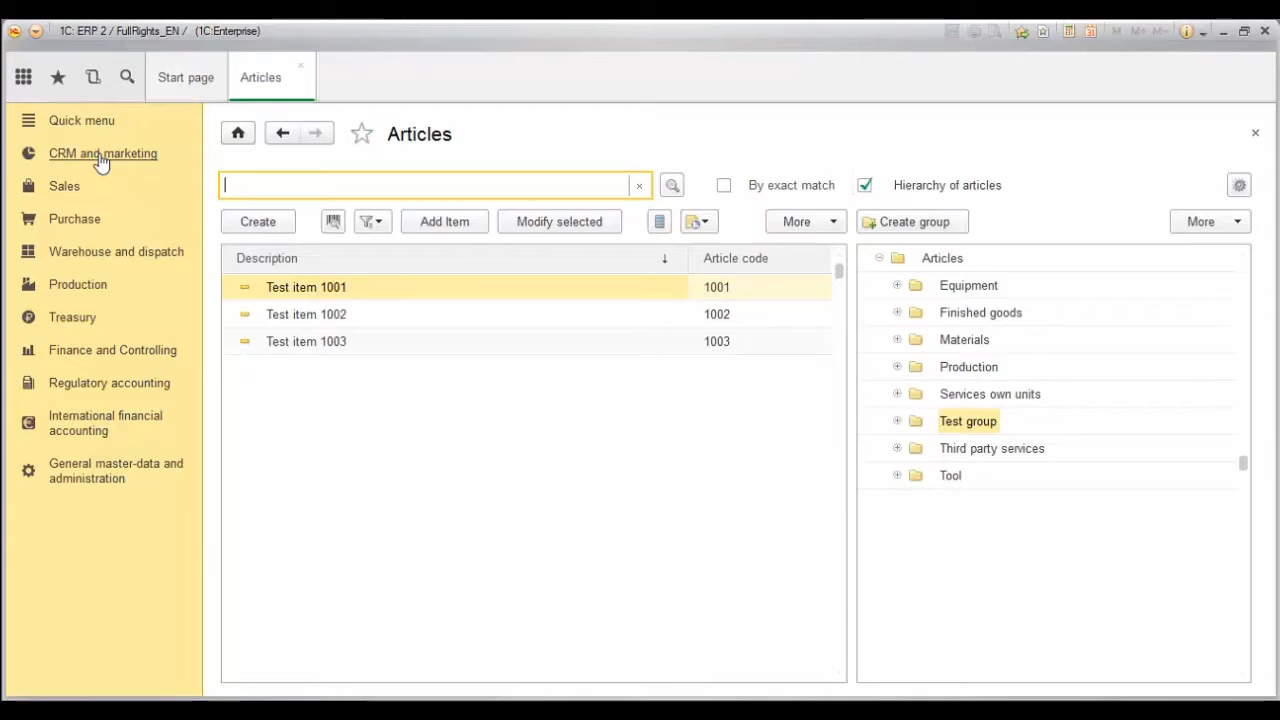 1C: ERP 2 / FullRights_EN / (1C:Enterprise)
M M+ M-
Start page
Articles
Quick menu
CRM and marketing
Sales
Purchase
Warehouse and dispatch
Production
Treasury
Finance and Controlling
Regulatory accounting
International financial
accounting
General master-data and
administration
Articles
By exact match
Hierarchy of articles
Create
Add Item
Modify selected
More
Create group
More
Description
Article code
Test item 1001
1001
Test item 1002
1002
Test item 1003
1003
Articles
Equipment
Finished goods
Materials
Production
Services own units
Test group
Third party services
Tool